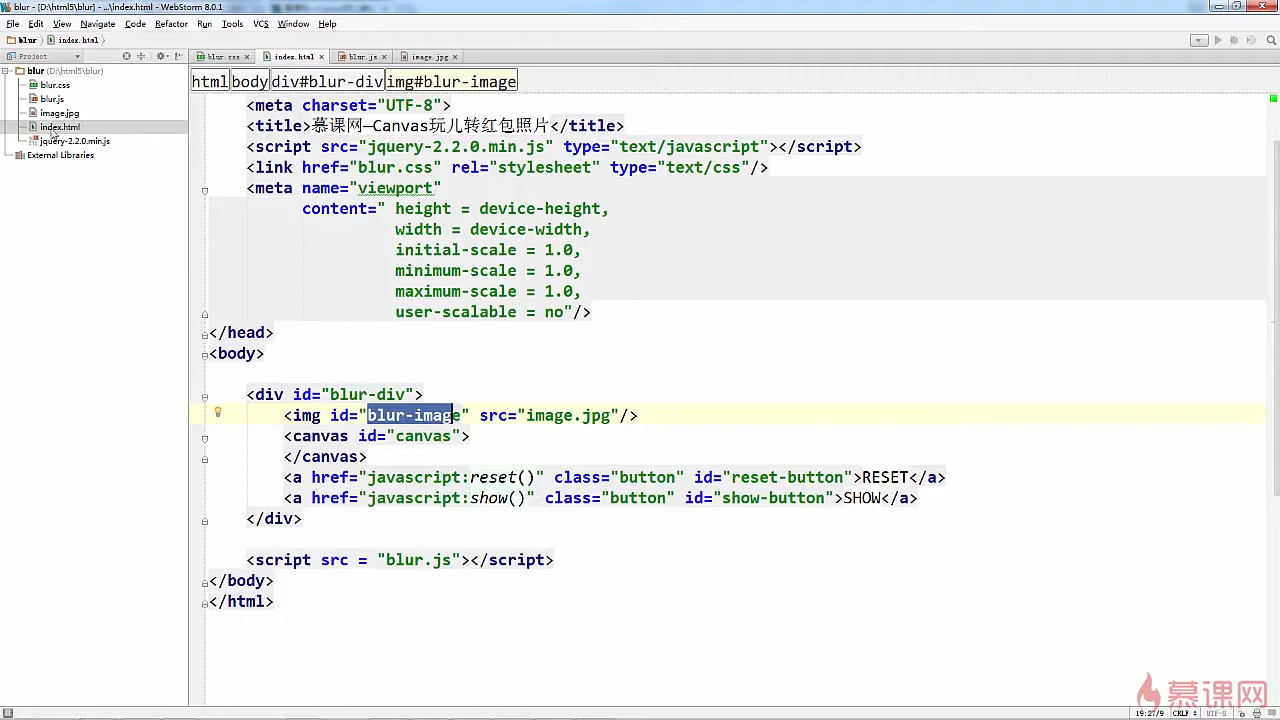 blur - [D:\html5\blur] - ...\index.html - WebStorm 8.0.1
File Edit View Navigate Code Refactor Run Tools VCS Window Help
blur index.html
Project
blur.css index.html blur.js image.jpg
blur (D:\html5\blur)
blur.css
blur.js
image.jpg
index.html
jquery-2.2.0.min.js
External Libraries
html body div#blur-div img#blur-image
<meta charset="UTF-8">
<title>慕课网—Canvas玩儿转红包照片</title>
<script src="jquery-2.2.0.min.js" type="text/javascript"></script>
<link href="blur.css" rel="stylesheet" type="text/css"/>
<meta name="viewport"
content=" height = device-height,
width = device-width,
initial-scale = 1.0,
minimum-scale = 1.0,
maximum-scale = 1.0,
user-scalable = no"/>
</head>
<body>
<div id="blur-div">
<img id="blur-image" src="image.jpg"/>
<canvas id="canvas">
</canvas>
<a href="javascript:reset()" class="button" id="reset-button">RESET</a>
<a href="javascript:show()" class="button" id="show-button">SHOW</a>
</div>
<script src = "blur.js"></script>
</body>
</html>
慕课网
19:27/9 CRLF UTF-8